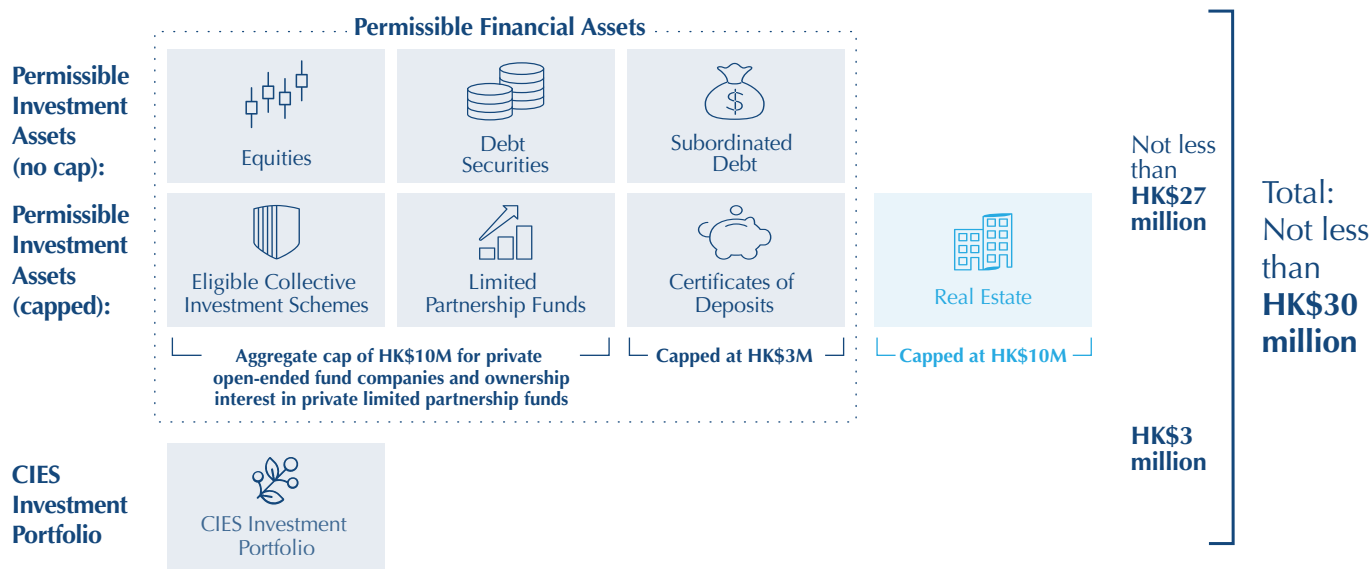 Permissible Financial Assets
Permissible
Investment
Assets
(no cap):
Equities
Debt
Securities
$
Subordinated
Debt
Permissible
Investment
Assets
(capped):
Eligible Collective
Investment Schemes
Limited
Partnership Funds
Certificates of
Deposits
Real Estate
Aggregate cap of HK$10M for private
open-ended fund companies and ownership
interest in private limited partnership funds
Capped at HK$3M
Capped at HK$10M
Not less
than
HK$27
million
CIES
Investment
Portfolio
CIES Investment
Portfolio
HK$3
million
Total:
Not less
than
HK$30
million